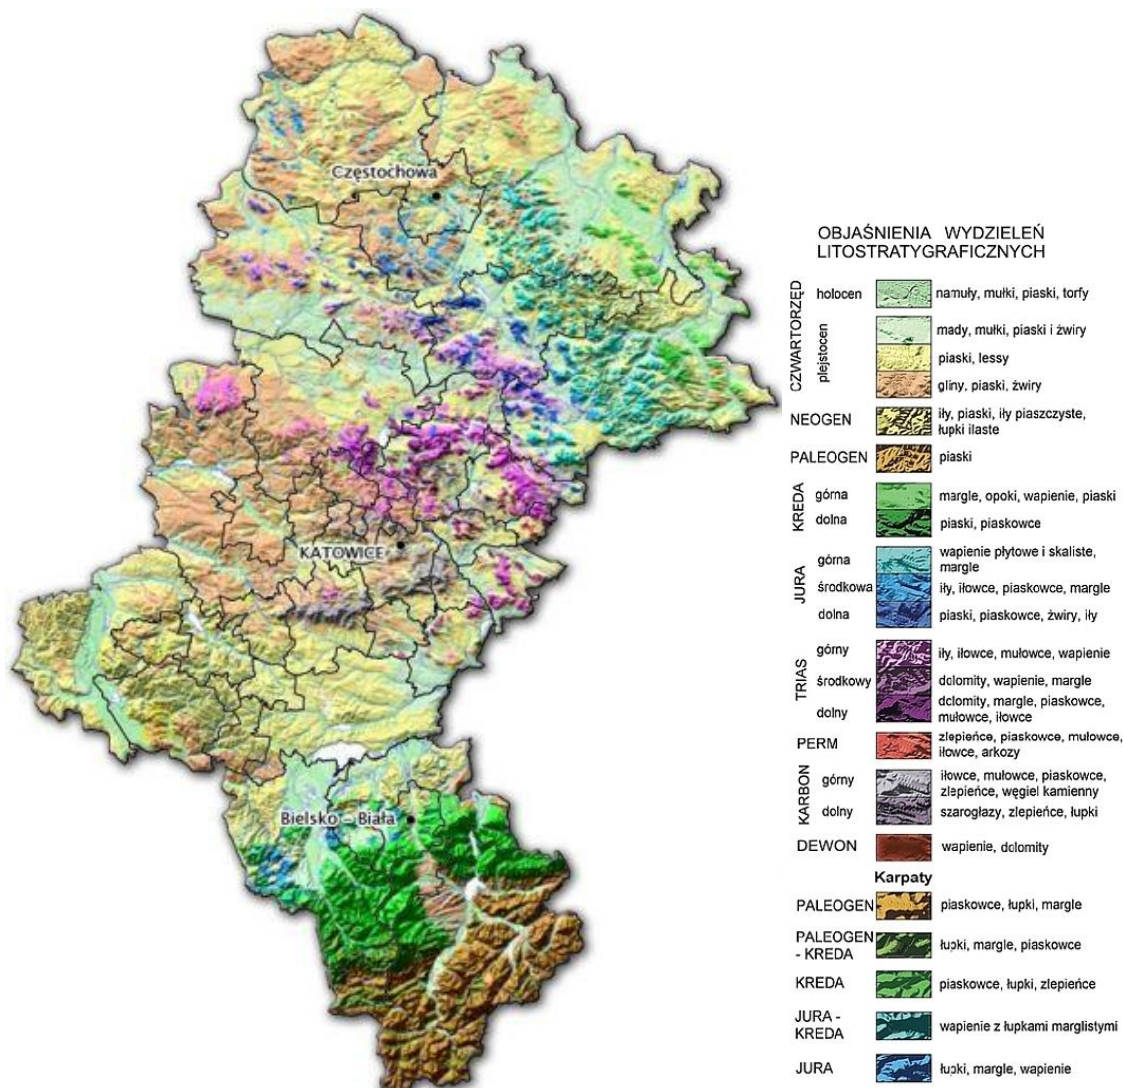 Częstochowa
KATOWICE
Bielsko – Biała
OBJAŚNIENIA WYDZIELEŃ
LITOSTRATYGRAFICZNYCH
CZWARTORZĘD
holocen
namuły, mułki, piaski, torfy
plejstocen
mady, mułki, piaski i żwiry
piaski, lessy
gliny, piaski, żwiry
NEOGEN
iły, piaski, iły piaszczyste,
łupki ilaste
PALEOGEN
piaski
KREDA
górna
margle, opoki, wapienie, piaski
dolna
piaski, piaskowce
JURA
górna
wapienie płytowe i skaliste,
margle
środkowa
iły, iłowce, piaskowce, margle
dolna
piaski, piaskowce, żwiry, iły
TRIAS
górny
iły, iłowce, mułowce, wapienie
środkowy
dolomity, wapienie, margle
dolny
dolomity, margle, piaskowce,
mułowce, iłowce
PERM
zlepieńce, piaskowce, mułowce,
iłowce, arkozy
KARBON
górny
iłowce, mułowce, piaskowce,
zlepieńce, węgiel kamienny
dolny
szarogłazy, zlepieńce, łupki
DEWON
wapienie, dolomity
Karpaty
PALEOGEN
piaskowce, łupki, margle
PALEOGEN
- KREDA
łupki, margle, piaskowce
KREDA
piaskowce, łupki, zlepieńce
JURA -
KREDA
wapienie z łupkami marglistymi
JURA
łupki, margle, wapienie